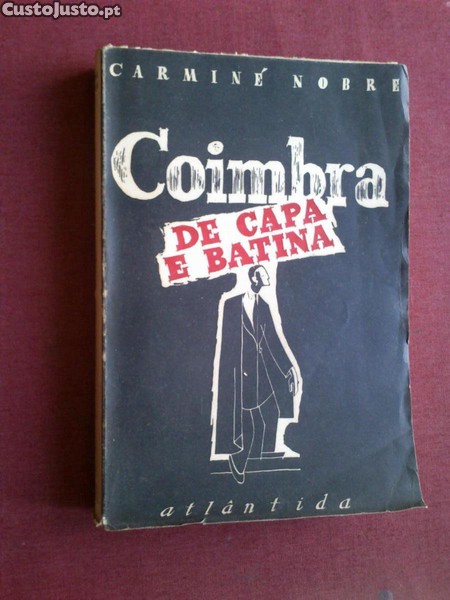 CustoJusto.pt
CARMINÉ NOBRE
Coimbra
DE CAPA
E BATINA
atlântida